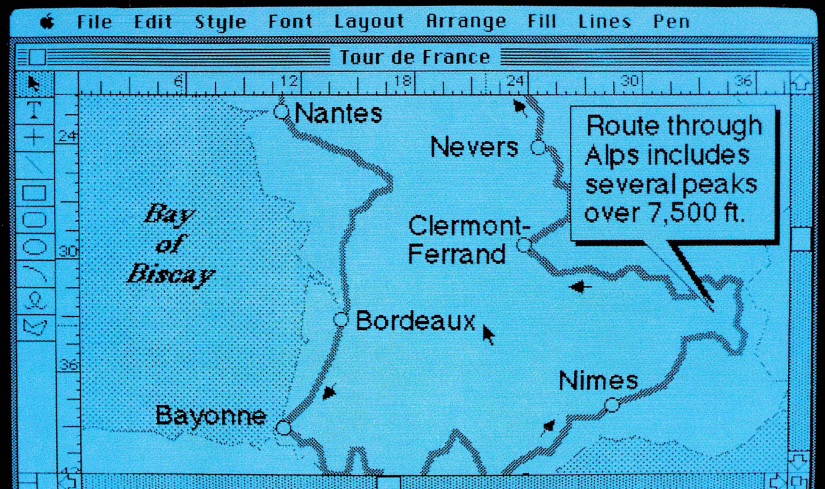 File Edit Style Font Layout Arrange Fill Lines Pen
Tour de France
6 12 18 24 30 36
24
30
36
Nantes
Nevers
Route through
Alps includes
several peaks
over 7,500 ft.
Bay
of
Biscay
Clermont-
Ferrand
Bordeaux
Nimes
Bayonne